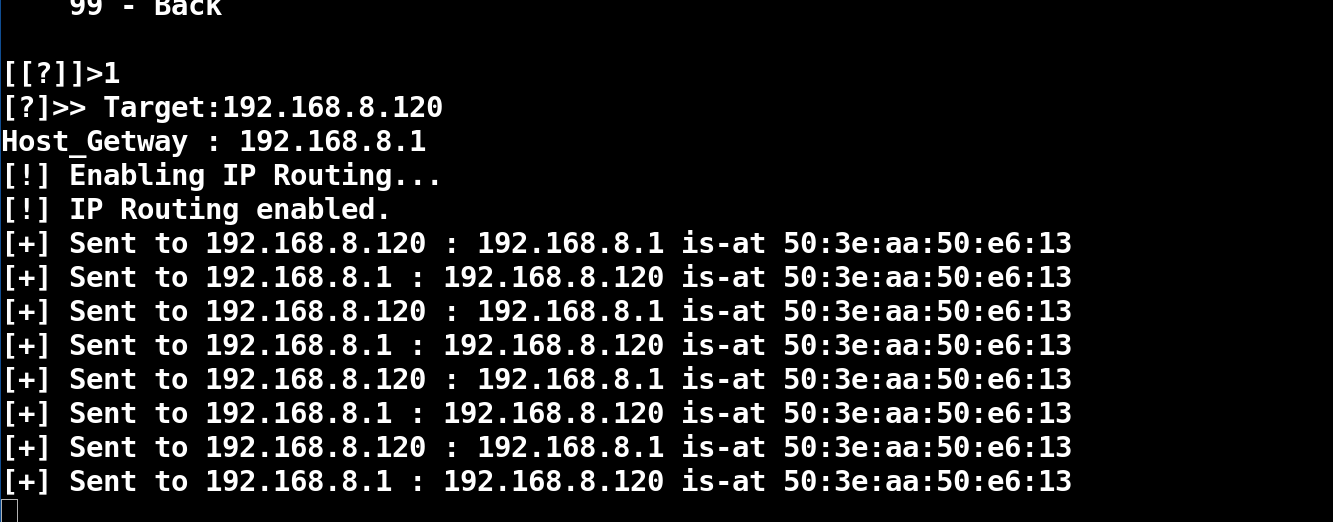 99 - Back
[[?]]>1
[?]>> Target:192.168.8.120
Host_Getway : 192.168.8.1
[!] Enabling IP Routing...
[!] IP Routing enabled.
[+] Sent to 192.168.8.120 : 192.168.8.1 is-at 50:3e:aa:50:e6:13
[+] Sent to 192.168.8.1 : 192.168.8.120 is-at 50:3e:aa:50:e6:13
[+] Sent to 192.168.8.120 : 192.168.8.1 is-at 50:3e:aa:50:e6:13
[+] Sent to 192.168.8.1 : 192.168.8.120 is-at 50:3e:aa:50:e6:13
[+] Sent to 192.168.8.120 : 192.168.8.1 is-at 50:3e:aa:50:e6:13
[+] Sent to 192.168.8.1 : 192.168.8.120 is-at 50:3e:aa:50:e6:13
[+] Sent to 192.168.8.120 : 192.168.8.1 is-at 50:3e:aa:50:e6:13
[+] Sent to 192.168.8.1 : 192.168.8.120 is-at 50:3e:aa:50:e6:13